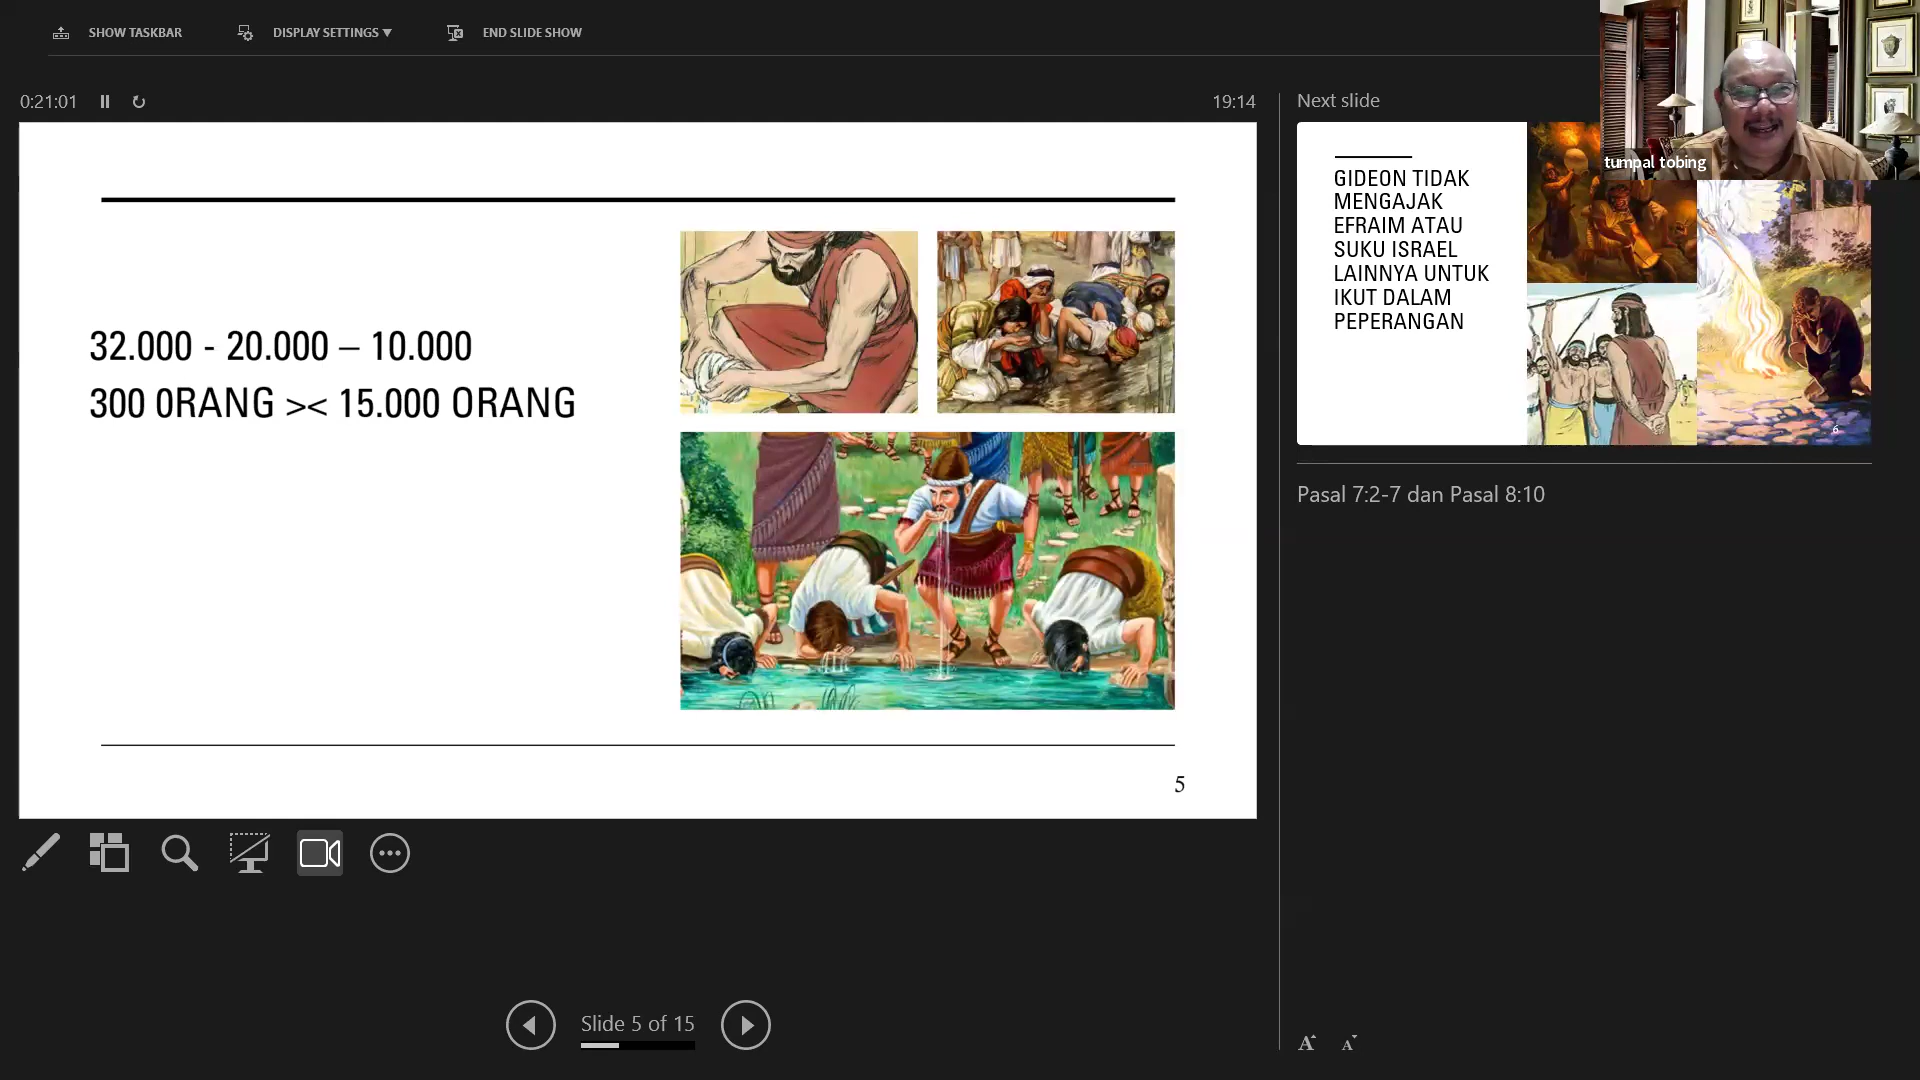 SHOW TASKBAR
DISPLAY SETTINGS ▼
END SLIDE SHOW
0:21:01
19:14
32.000 - 20.000 – 10.000
300 ORANG >< 15.000 ORANG
5
Next slide
tumpal tobing
GIDEON TIDAK
MENGAJAK
EFRAIM ATAU
SUKU ISRAEL
LAINNYA UNTUK
IKUT DALAM
PEPERANGAN
6
Pasal 7:2-7 dan Pasal 8:10
Slide 5 of 15
A A